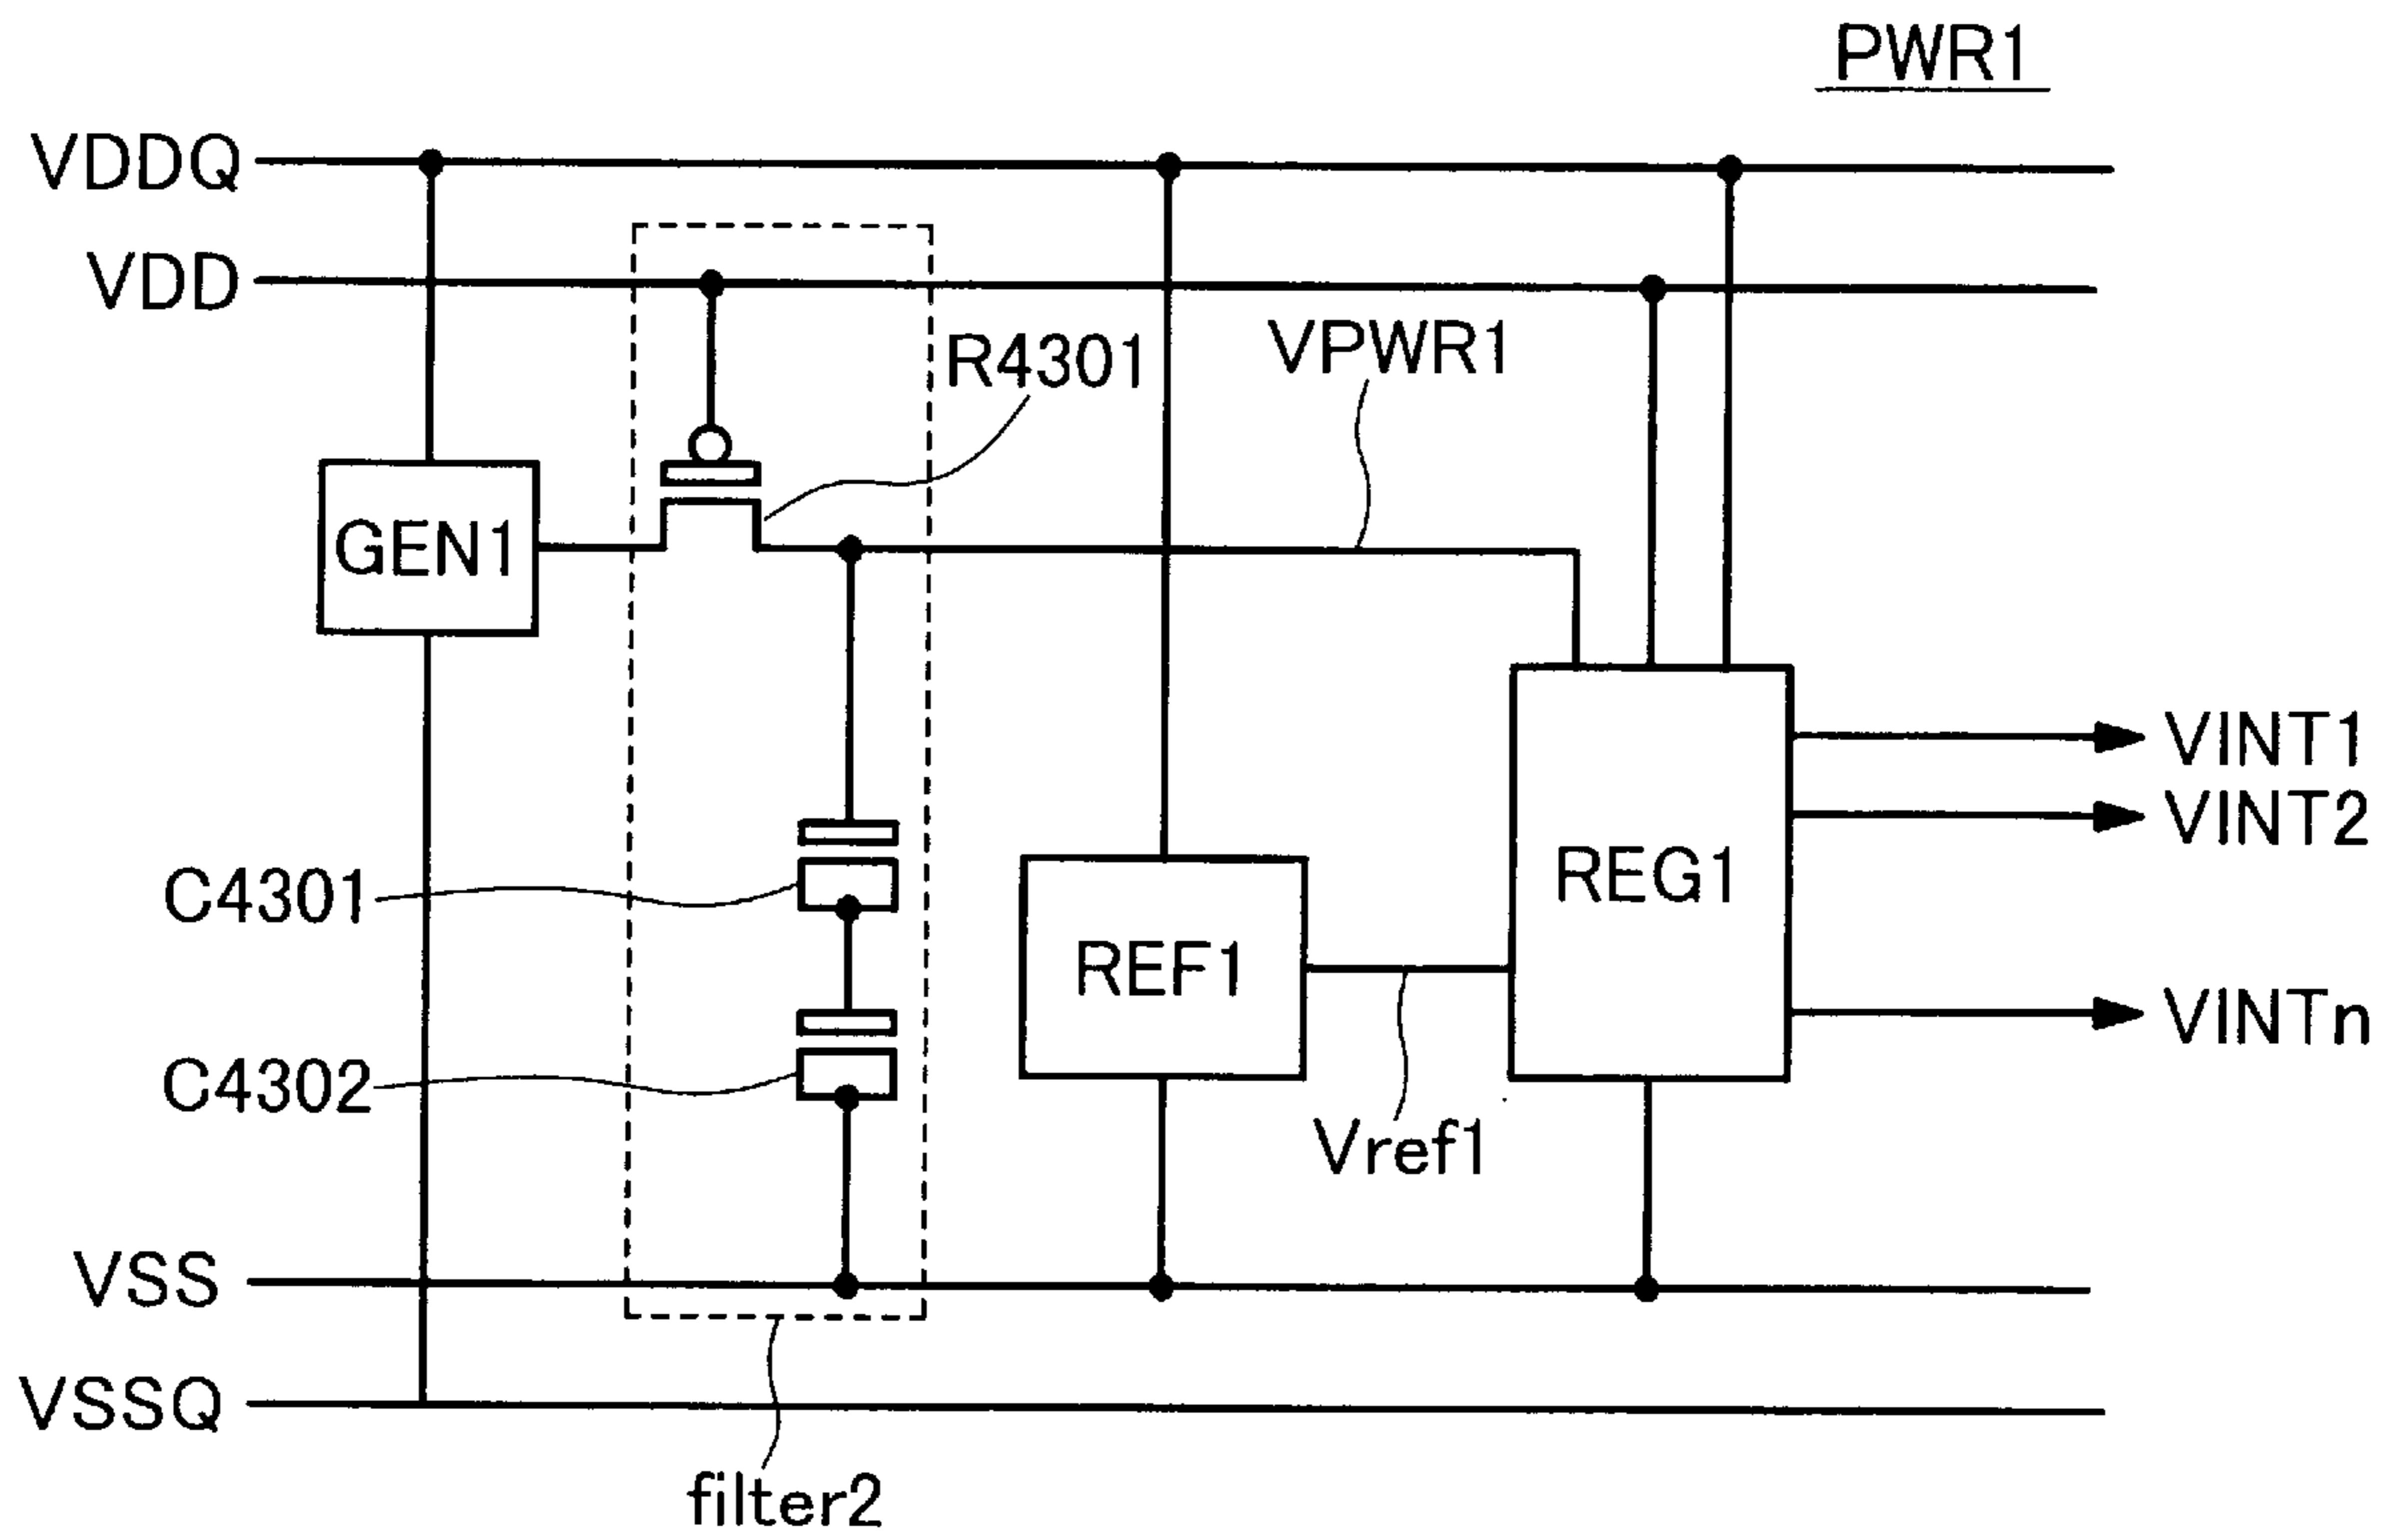 PWR1
VDDQ
VDD
R4301
VPWR1
GEN1
VINT1
VINT2
C4301
REG1
REF1
VINTn
C4302
Vref1
VSS
VSSQ
filter2